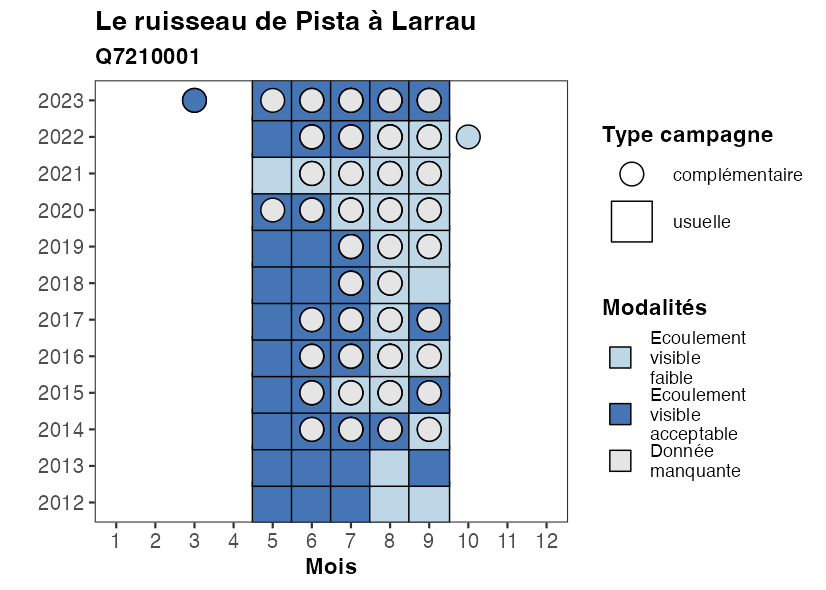 Le ruisseau de Pista à Larrau
Q7210001
2023
2022
2021
2020
2019
2018
2017
2016
2015
2014
2013
2012
1 2 3 4 5 6 7 8 9 10 11 12
Mois
Type campagne
complémentaire
usuelle
Modalités
Ecoulement
visible
faible
Ecoulement
visible
acceptable
Donnée
manquante